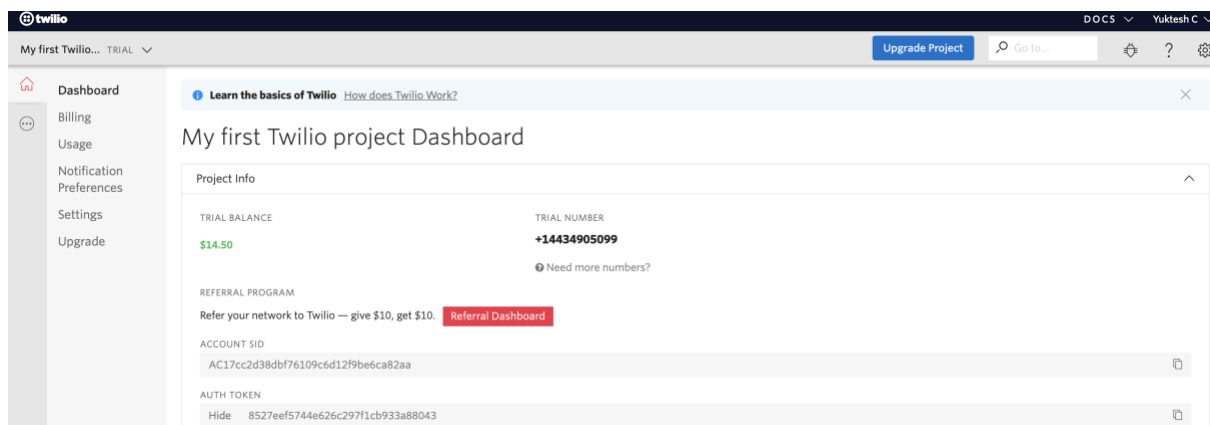 twilio
DOCS
Yuktesh C
My first Twilio... TRIAL
Upgrade Project
Go to...
Dashboard
Billing
Usage
Notification
Preferences
Settings
Upgrade
Learn the basics of Twilio How does Twilio Work?
My first Twilio project Dashboard
Project Info
TRIAL BALANCE
$14.50
TRIAL NUMBER
+14434905099
Need more numbers?
REFERRAL PROGRAM
Refer your network to Twilio — give $10, get $10. Referral Dashboard
ACCOUNT SID
AC17cc2d38dbf76109c6d12f9be6ca82aa
AUTH TOKEN
Hide 8527eef5744e626c297f1cb933a88043